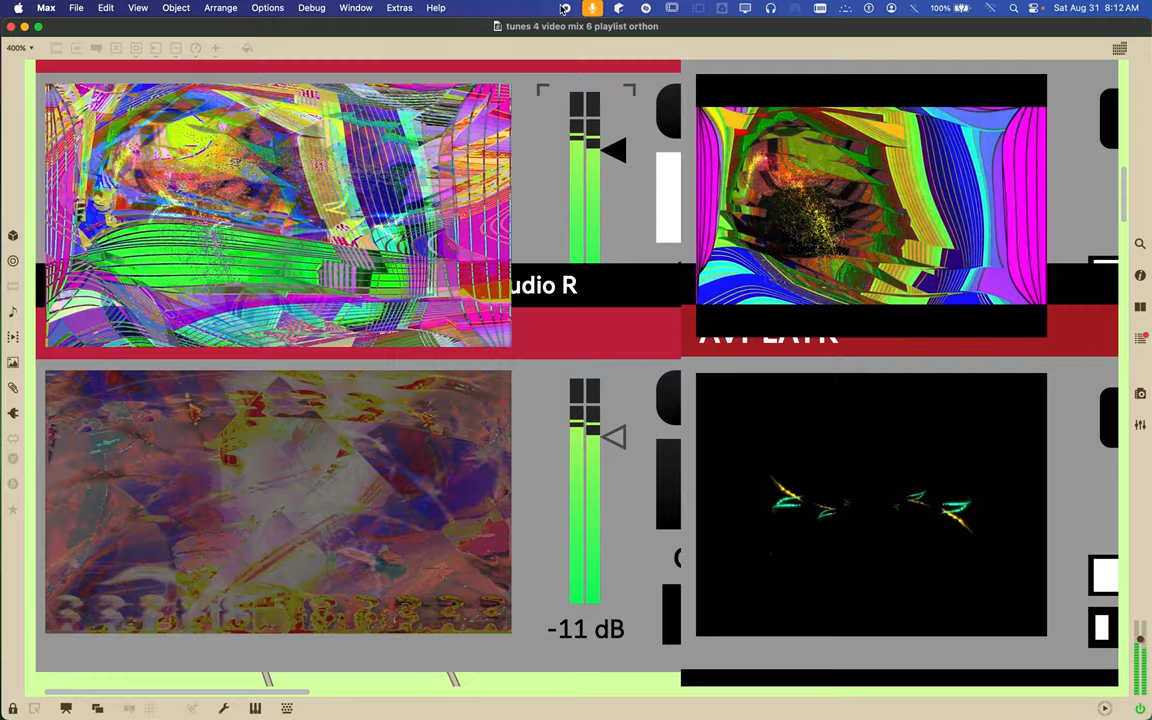 Max File Edit View Object Arrange Options Debug Window Extras Help 100% Sat Aug 31 8:12 AM
tunes 4 video mix 6 playlist orthon
400%
udio R
-11 dB